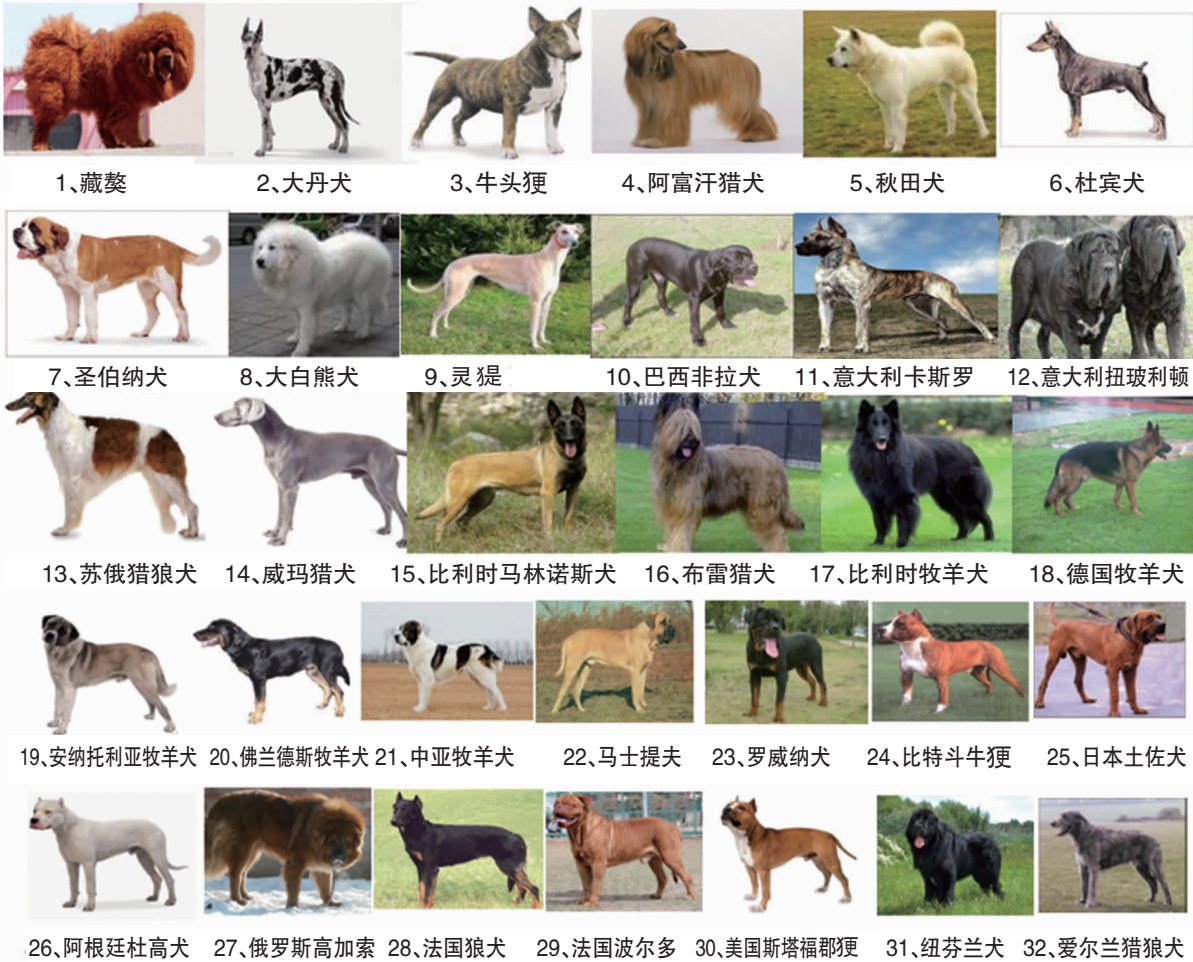 1、藏獒 2、大丹犬 3、牛头㹴 4、阿富汗猎犬 5、秋田犬 6、杜宾犬
7、圣伯纳犬 8、大白熊犬 9、灵缇 10、巴西非拉犬 11、意大利卡斯罗 12、意大利扭玻利顿
13、苏俄猎狼犬 14、威玛猎犬 15、比利时马林诺斯犬 16、布雷猎犬 17、比利时牧羊犬 18、德国牧羊犬
19、安纳托利亚牧羊犬 20、佛兰德斯牧羊犬 21、中亚牧羊犬 22、马士提夫 23、罗威纳犬 24、比特斗牛㹴 25、日本土佐犬
26、阿根廷杜高犬 27、俄罗斯高加索 28、法国狼犬 29、法国波尔多 30、美国斯塔福郡㹴 31、纽芬兰犬 32、爱尔兰猎狼犬